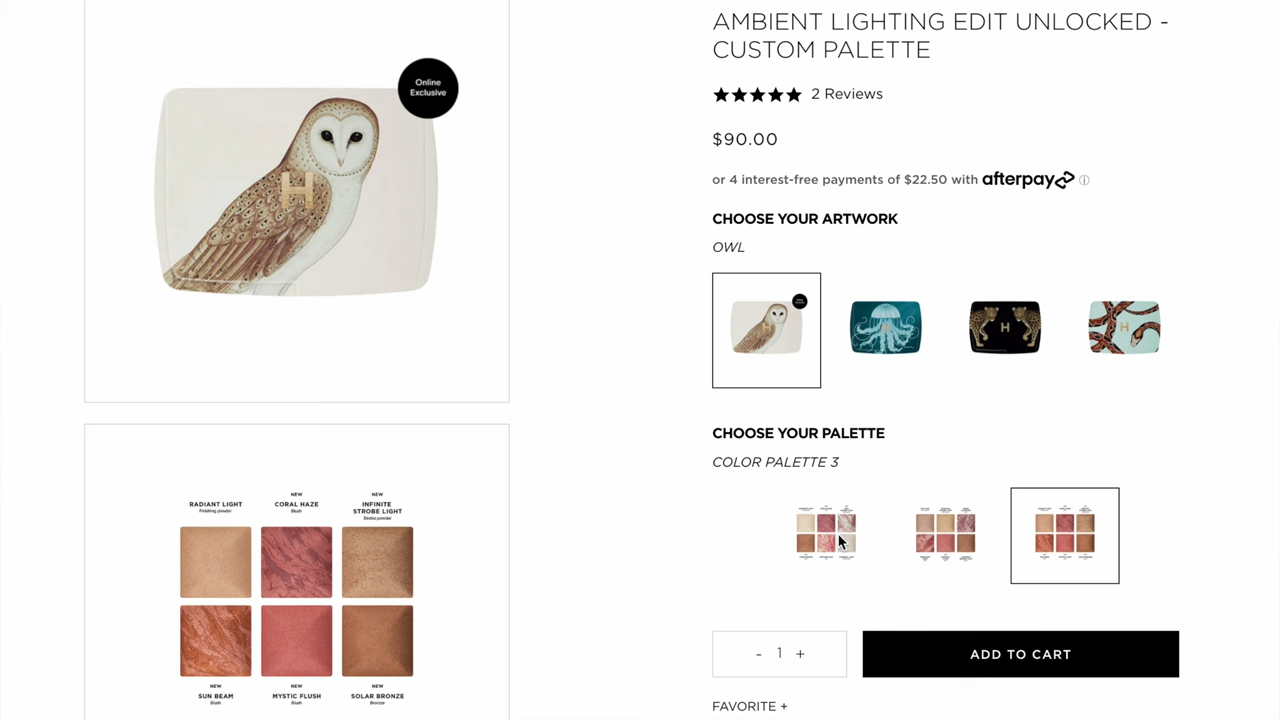 AMBIENT LIGHTING EDIT UNLOCKED -
CUSTOM PALETTE
2 Reviews
$90.00
or 4 interest-free payments of $22.50 with afterpay
CHOOSE YOUR ARTWORK
OWL
Online
Exclusive
H
H
H
H
CHOOSE YOUR PALETTE
COLOR PALETTE 3
RADIANT LIGHT
Finishing powder
NEW
CORAL HAZE
Blush
NEW
INFINITE
STROBE LIGHT
Strobe powder
NEW
SUN BEAM
Blush
NEW
MYSTIC FLUSH
Blush
NEW
SOLAR BRONZE
Bronzer
- 1 +
ADD TO CART
FAVORITE +